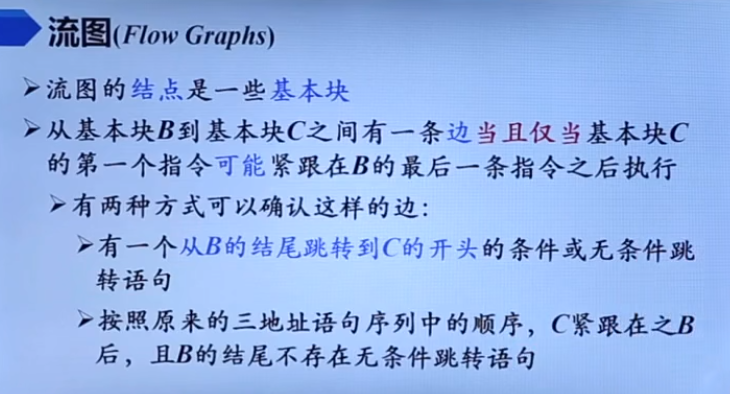 流图(Flow Graphs)
➢流图的结点是一些基本块
➢从基本块B到基本块C之间有一条边当且仅当基本块C
的第一个指令可能紧跟在B的最后一条指令之后执行
➢有两种方式可以确认这样的边：
➢有一个从B的结尾跳转到C的开头的条件或无条件跳
转语句
➢按照原来的三地址语句序列中的顺序，C紧跟在之B
后，且B的结尾不存在无条件跳转语句